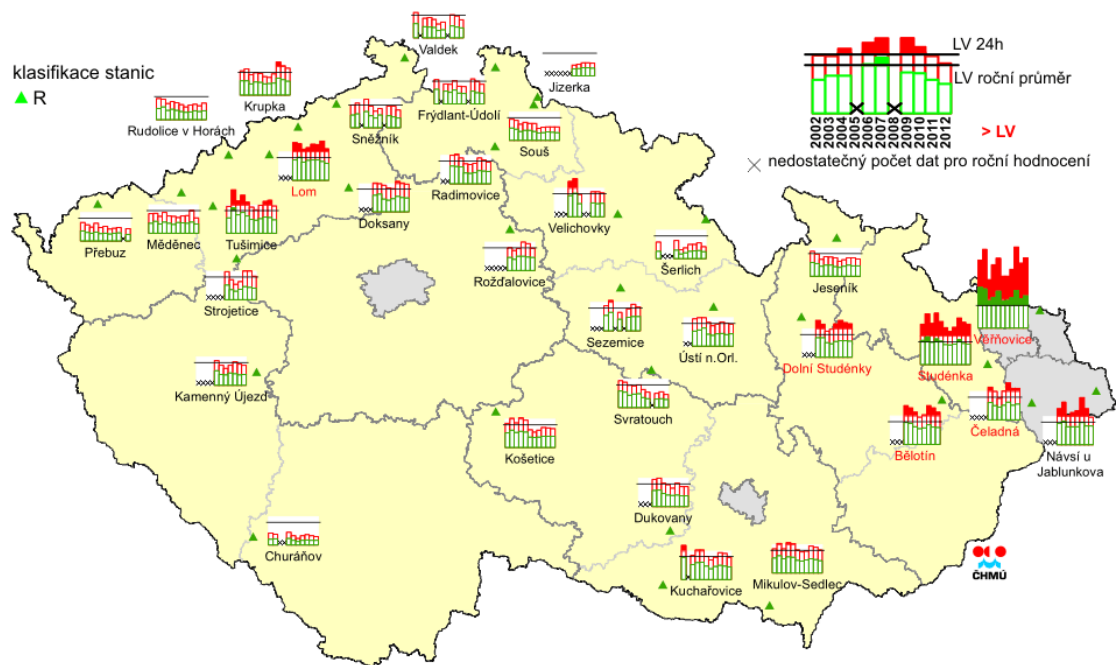 Valdek
Jizerka
klasifikace stanic
R
Krupka
Rudolice v Horách
Frýdlant-Údolí
Sněžník
Souš
LV 24h
LV roční průměr
2002
2003
2004
2005
2006
2007
2008
2009
2010
2011
2012
> LV
nedostatečný počet dat pro roční hodnocení
Lom
Radimovice
Doksany
Velichovky
Přebuz
Měděnec
Tušimice
Šerlich
Rožďalovice
Jeseník
Strojetice
Sezemice
Ústí n.Orl.
Věřňovice
Dolní Studénky
Studénka
Kamenný Újezd
Svratouch
Košetice
Čeladná
Bělotín
Návsí u
Jablunkova
Dukovany
Churáňov
Kuchařovice
Mikulov-Sedlec
ČHMÚ